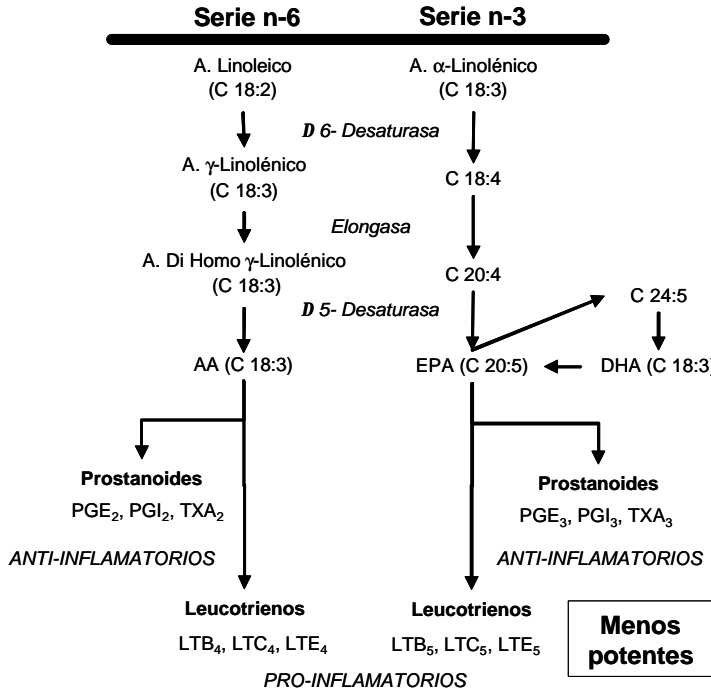 Serie n-6
Serie n-3
A. Linoleico
(C 18:2)
A. α-Linolénico
(C 18:3)
D 6- Desaturasa
A. γ-Linolénico
(C 18:3)
C 18:4
Elongasa
A. Di Homo γ-Linolénico
(C 18:3)
C 20:4
C 24:5
D 5- Desaturasa
AA (C 18:3)
EPA (C 20:5)
DHA (C 18:3)
Prostanoides
PGE2, PGI2, TXA2
ANTI-INFLAMATORIOS
Prostanoides
PGE3, PGI3, TXA3
ANTI-INFLAMATORIOS
Leucotrienos
LTB4, LTC4, LTE4
Leucotrienos
LTB5, LTC5, LTE5
PRO-INFLAMATORIOS
Menos
potentes